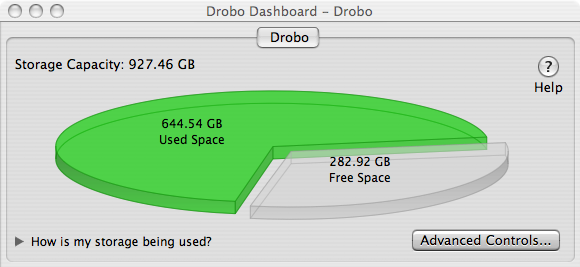 Drobo Dashboard – Drobo
Drobo
Storage Capacity: 927.46 GB
?
Help
644.54 GB
Used Space
282.92 GB
Free Space
How is my storage being used?
Advanced Controls...